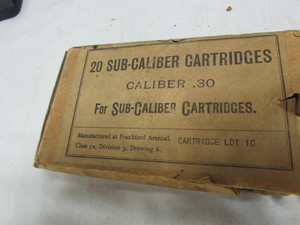 20 SUB-CALIBER CARTRIDGES
CALIBER .30
For SUB-CALIBER CARTRIDGES.
Manufactured at Frankford Arsenal,
Class 51, Division 3, Drawing 6.
CARTRIDGE LOT 10